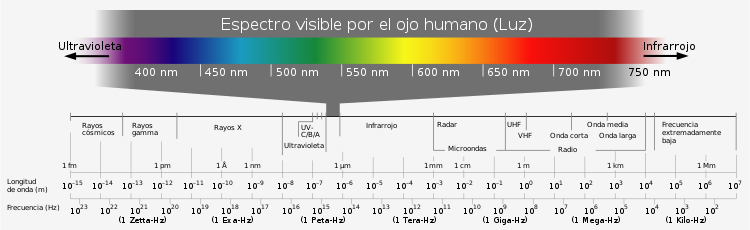 Espectro visible por el ojo humano (Luz)
Ultravioleta Infrarrojo
400 nm 450 nm 500 nm 550 nm 600 nm 650 nm 700 nm 750 nm
Rayos cósmicos
Rayos gamma
Rayos X
UV-C/B/A
Ultravioleta
Infrarrojo
Radar
Microondas
UHF
VHF
Onda media
Onda corta Onda larga
Radio
Frecuencia extremadamente baja
1 fm 1 pm 1 Å 1 nm 1 μm 1 mm 1 cm 1 m 1 km 1 Mm
Longitud de onda (m)
10⁻¹⁵ 10⁻¹⁴ 10⁻¹³ 10⁻¹² 10⁻¹¹ 10⁻¹⁰ 10⁻⁹ 10⁻⁸ 10⁻⁷ 10⁻⁶ 10⁻⁵ 10⁻⁴ 10⁻³ 10⁻² 10⁻¹ 10⁰ 10¹ 10² 10³ 10⁴ 10⁵ 10⁶ 10⁷
Frecuencia (Hz)
10²³ 10²² 10²¹ 10²⁰ 10¹⁹ 10¹⁸ 10¹⁷ 10¹⁶ 10¹⁵ 10¹⁴ 10¹³ 10¹² 10¹¹ 10¹⁰ 10⁹ 10⁸ 10⁷ 10⁶ 10⁵ 10⁴ 10³ 10²
(1 Zetta-Hz) (1 Exa-Hz) (1 Peta-Hz) (1 Tera-Hz) (1 Giga-Hz) (1 Mega-Hz) (1 Kilo-Hz)